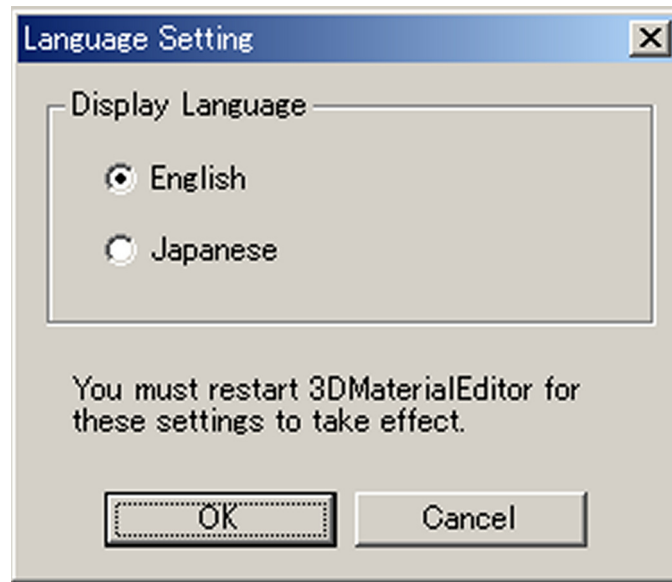 Language Setting
Display Language
English
Japanese
You must restart 3DMaterialEditor for
these settings to take effect.
OK
Cancel